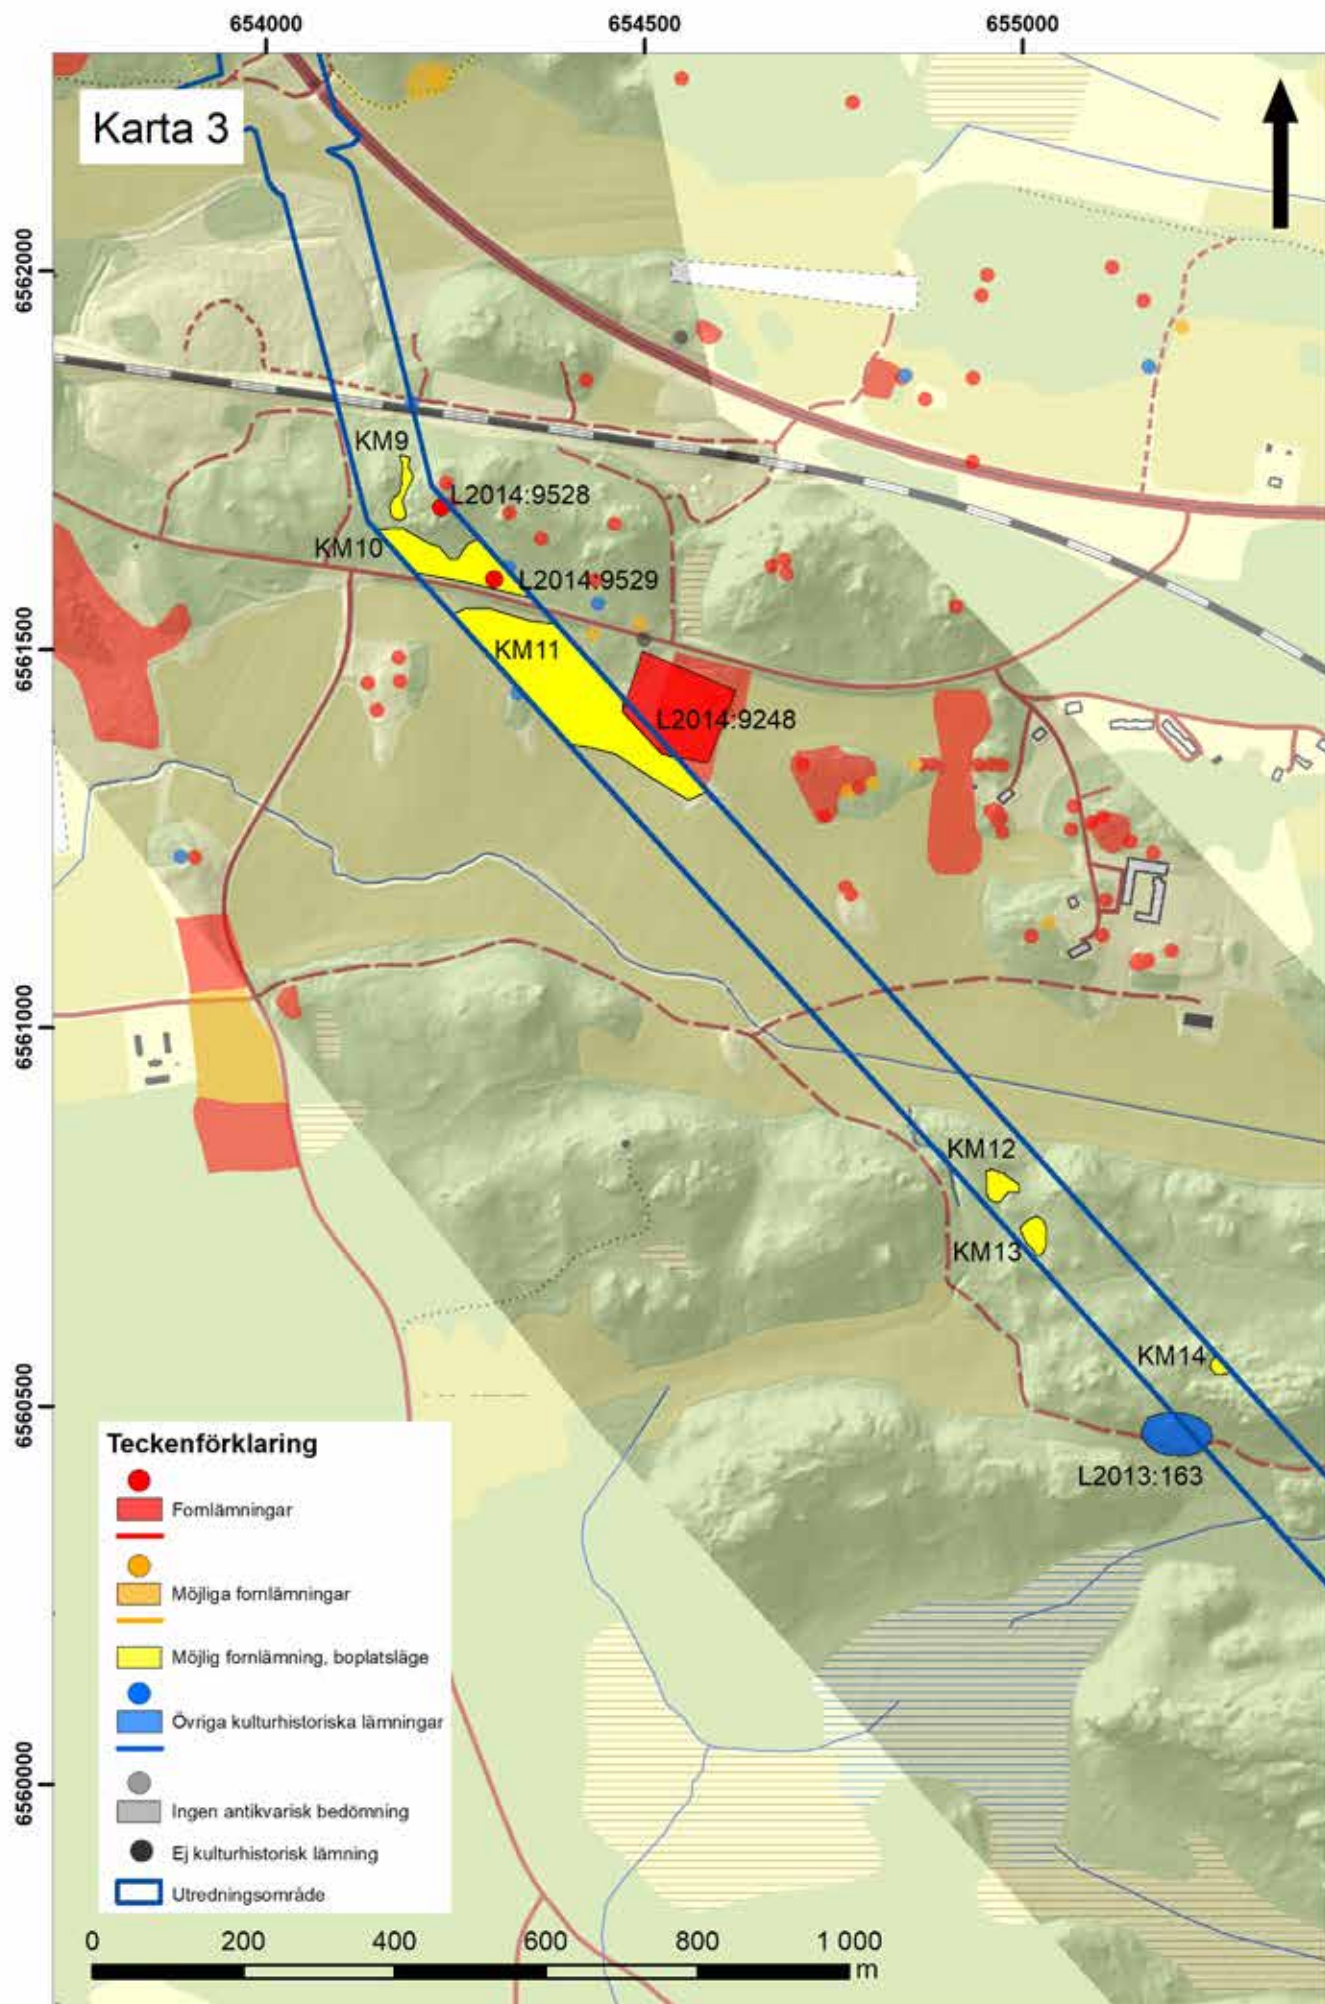 654000
654500
655000
Karta 3
6562000
KM9
L2014:9528
KM10
L2014:9529
6561500
KM11
L2014:9248
6561000
KM12
KM13
KM14
6560500
L2013:163
Teckenförklaring
Fornlämningar
Möjliga fornlämningar
Möjlig fornlämning, boplatsläge
Övriga kulturhistoriska lämningar
6560000
Ingen antikvarisk bedömning
Ej kulturhistorisk lämning
Utredningsområde
0 200 400 600 800 1 000
m